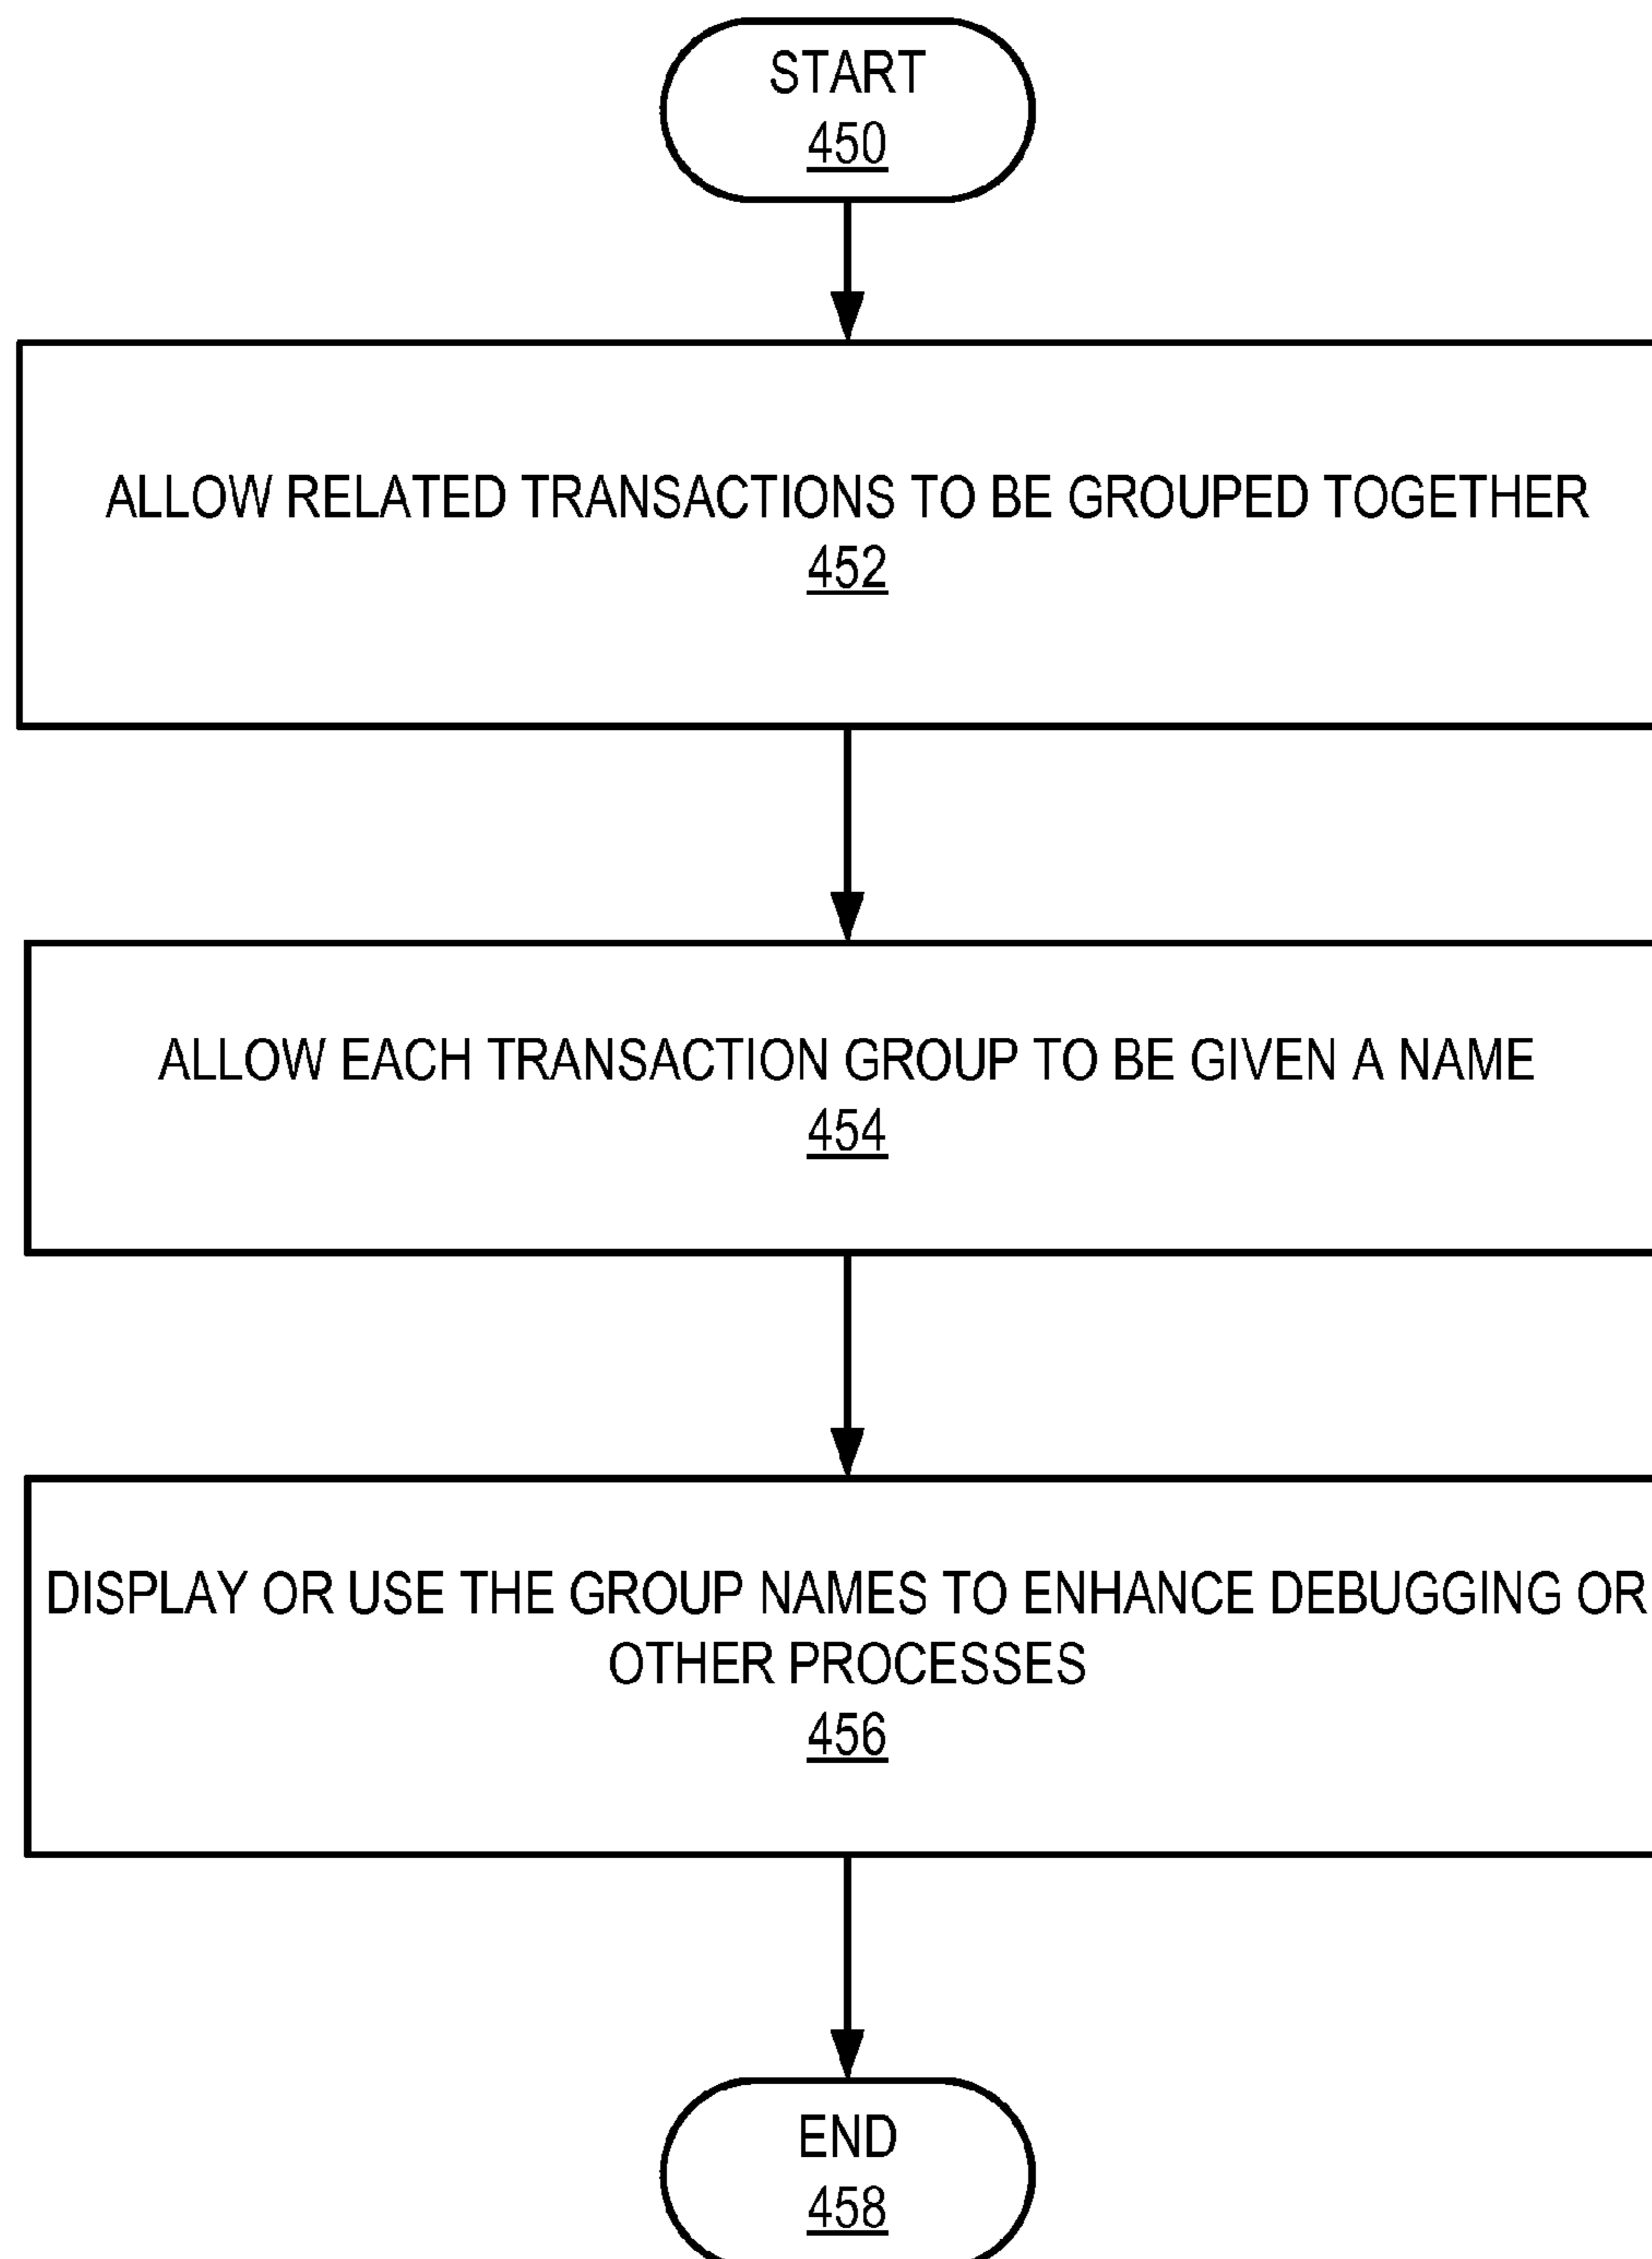 START
450
ALLOW RELATED TRANSACTIONS TO BE GROUPED TOGETHER
452
ALLOW EACH TRANSACTION GROUP TO BE GIVEN A NAME
454
DISPLAY OR USE THE GROUP NAMES TO ENHANCE DEBUGGING OR
OTHER PROCESSES
456
END
458